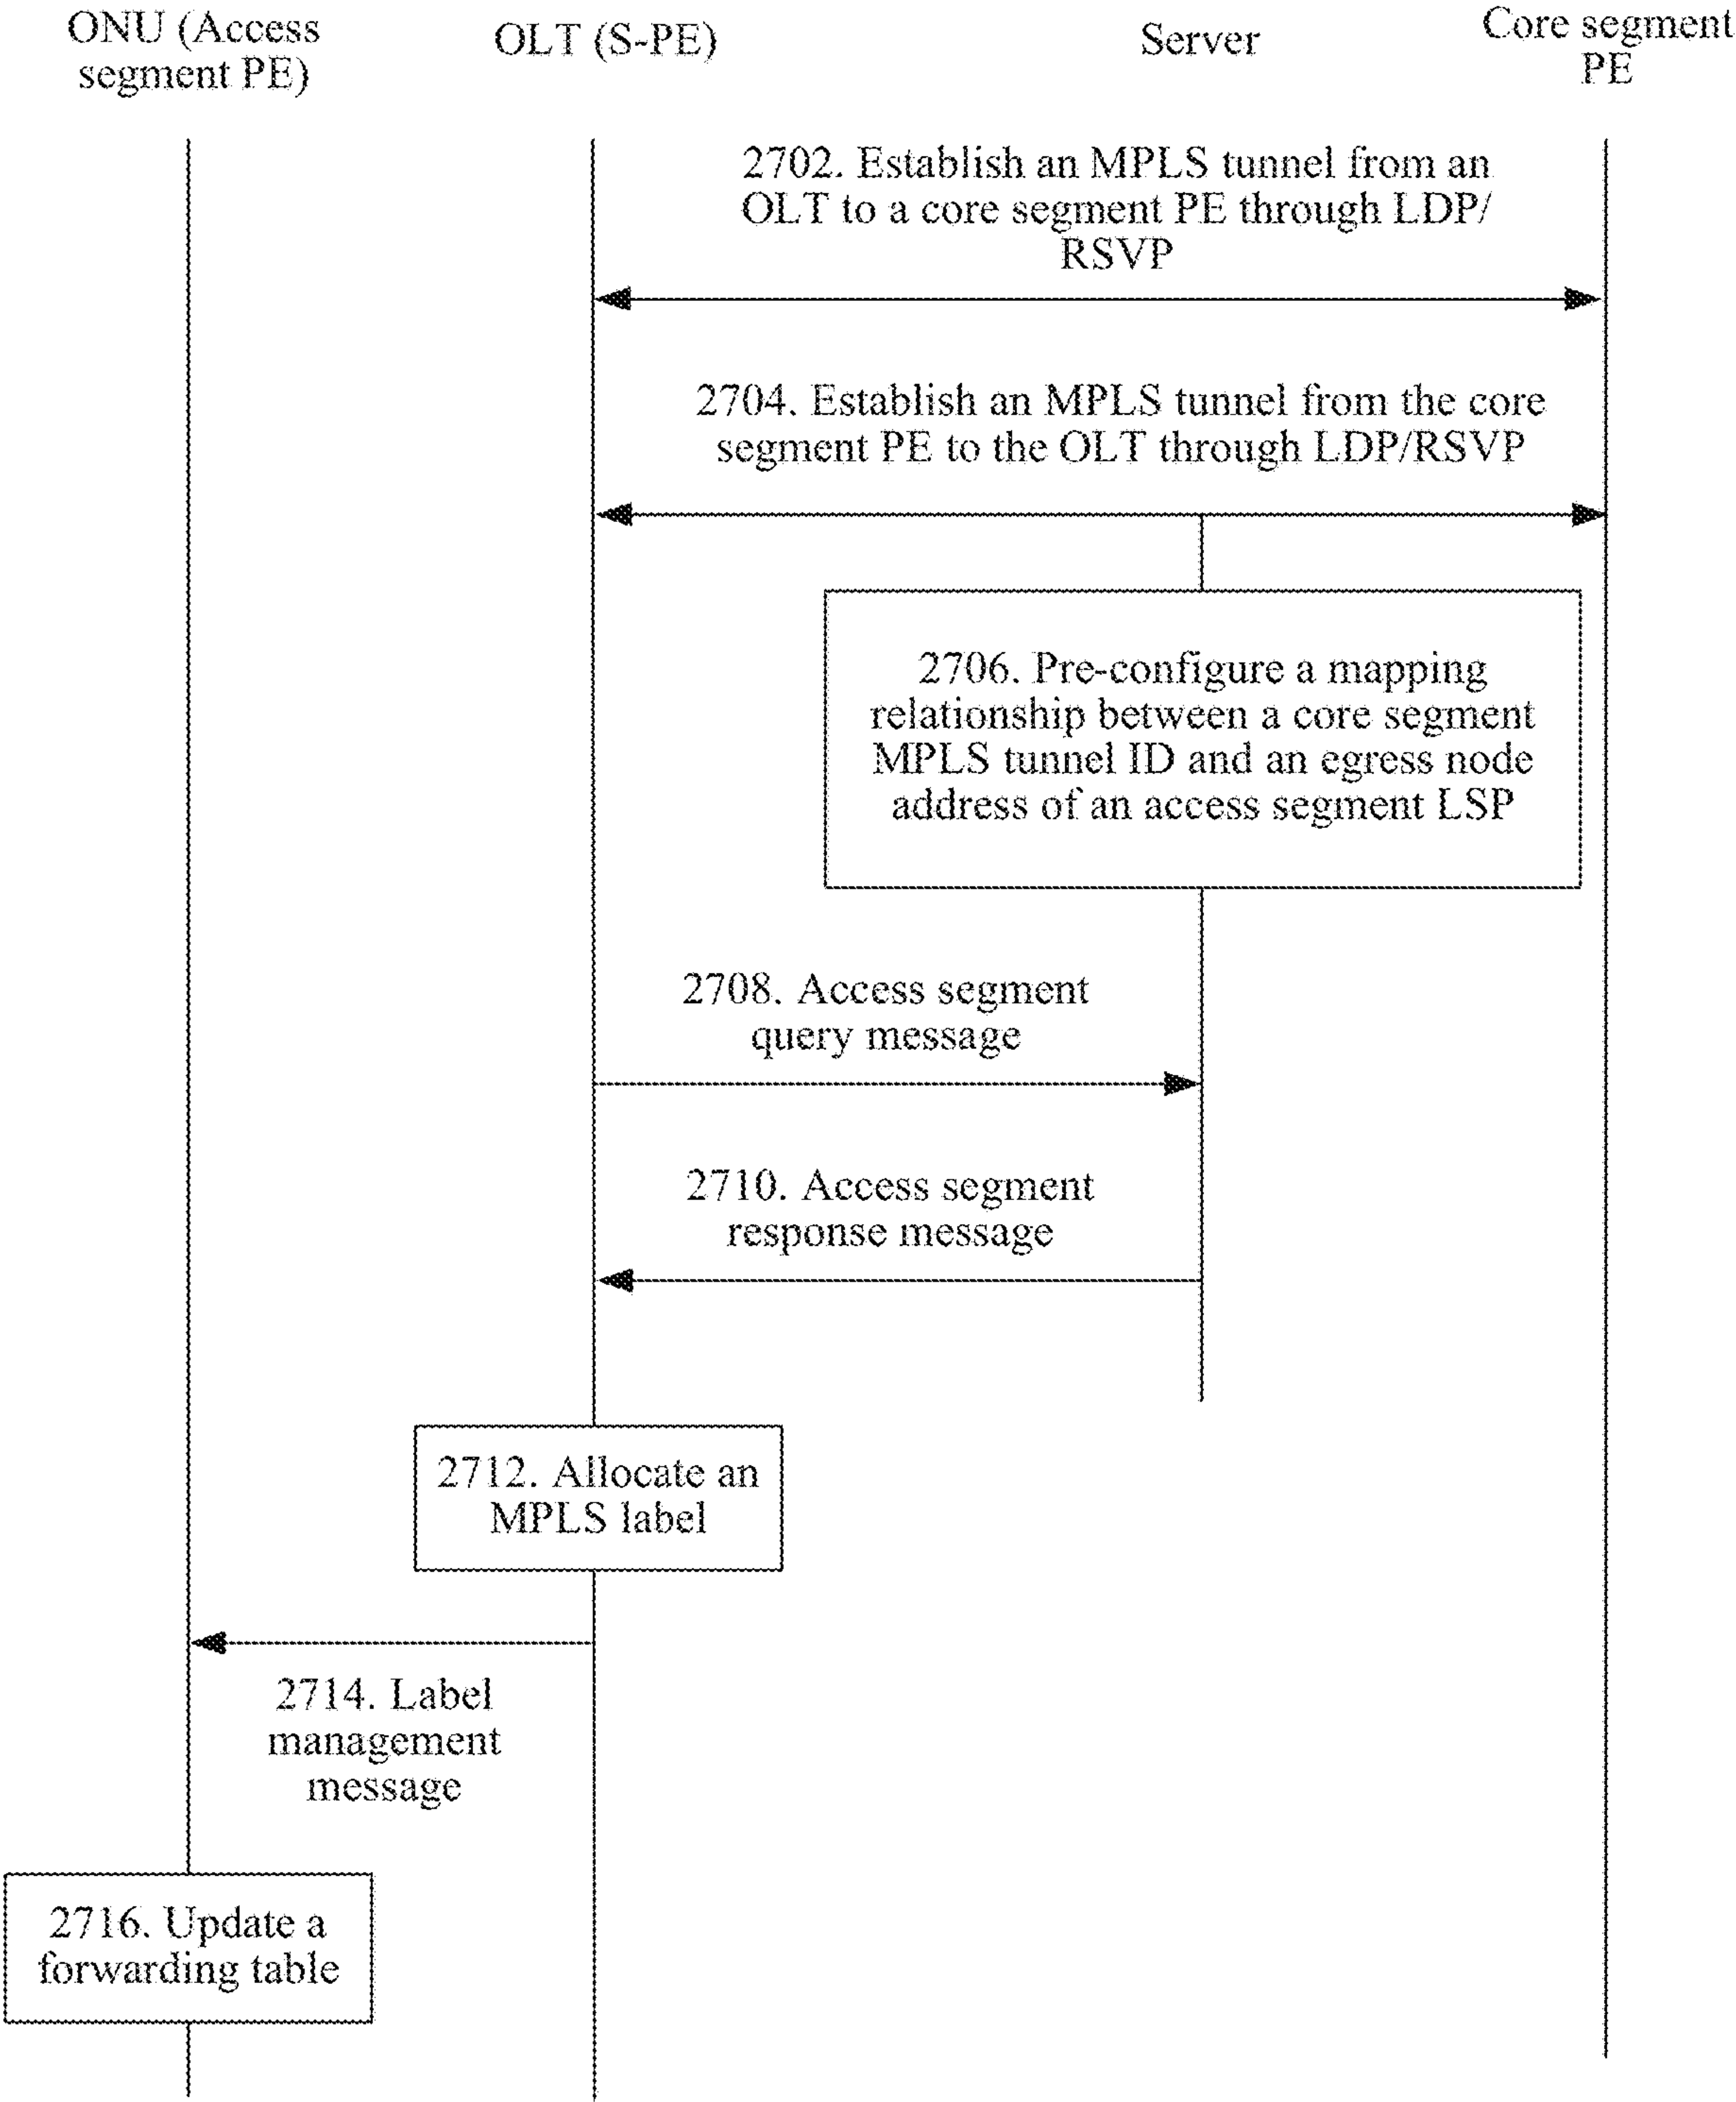 ONU (Access
segment PE)
OLT (S-PE)
Server
Core segment
PE
2702. Establish an MPLS tunnel from an
OLT to a core segment PE through LDP/
RSVP
2704. Establish an MPLS tunnel from the core
segment PE to the OLT through LDP/RSVP
2706. Pre-configure a mapping
relationship between a core segment
MPLS tunnel ID and an egress node
address of an access segment LSP
2708. Access segment
query message
2710. Access segment
response message
2712. Allocate an
MPLS label
2714. Label
management
message
2716. Update a
forwarding table